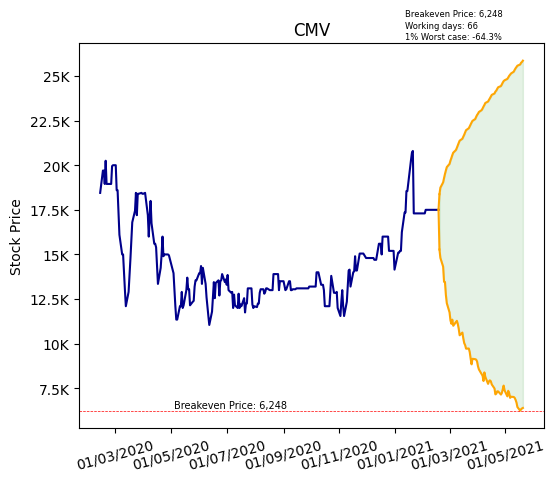 Breakeven Price: 6,248
Working days: 66
1% Worst case: -64.3%
CMV
Stock Price
25K
22.5K
20K
17.5K
15K
12.5K
10K
7.5K
Breakeven Price: 6,248
01/03/2020
01/05/2020
01/07/2020
01/09/2020
01/11/2020
01/01/2021
01/03/2021
01/05/2021